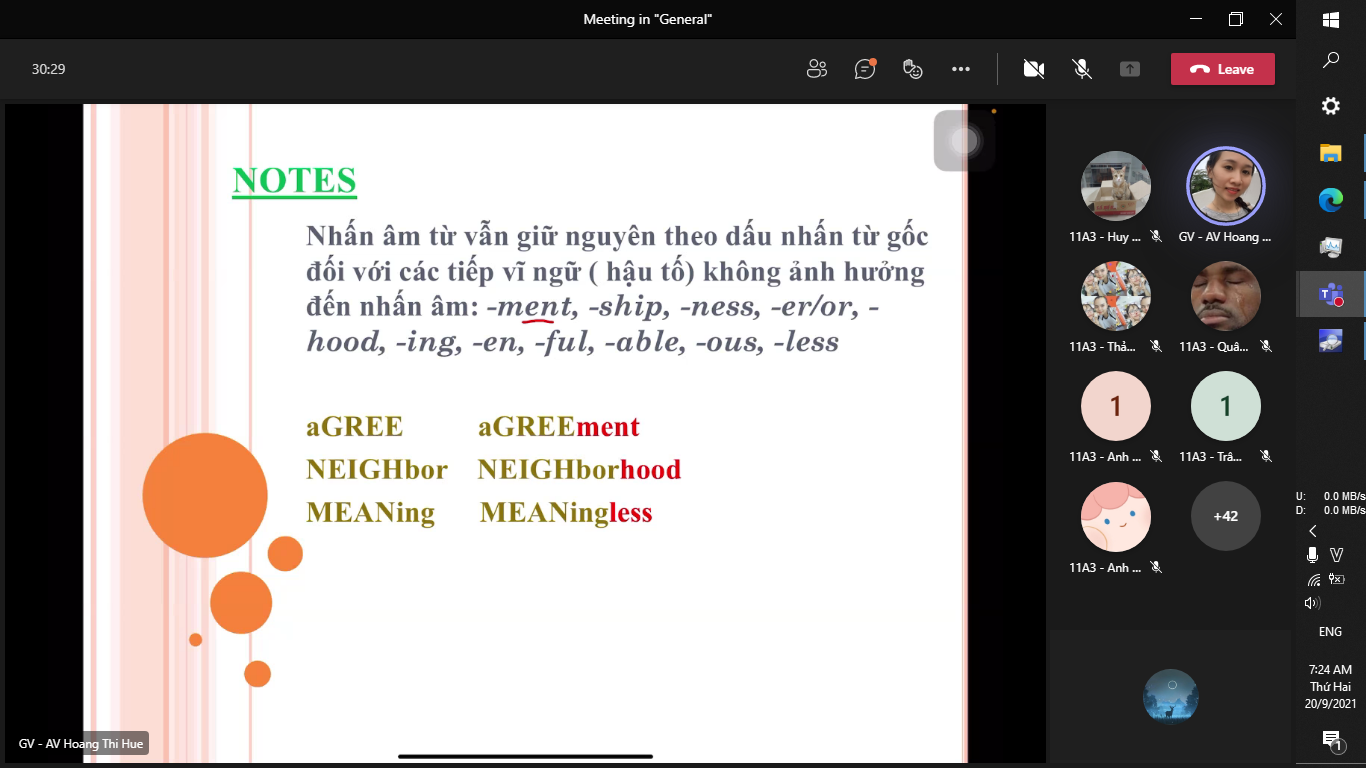 Meeting in "General"
30:29
Leave
NOTES
Nhấn âm từ vẫn giữ nguyên theo dấu nhấn từ gốc
đối với các tiếp vĩ ngữ ( hậu tố) không ảnh hưởng
đến nhấn âm: -ment, -ship, -ness, -er/or, -
hood, -ing, -en, -ful, -able, -ous, -less
aGREE aGREEment
NEIGHbor NEIGHborhood
MEANing MEANingless
GV - AV Hoang Thi Hue
11A3 - Huy ...
GV - AV Hoang ...
11A3 - Thả...
11A3 - Quâ...
1
1
11A3 - Anh ...
11A3 - Trâ...
+42
11A3 - Anh ...
U: 0.0 MB/s
D: 0.0 MB/s
ENG
7:24 AM
Thứ Hai
20/9/2021
1